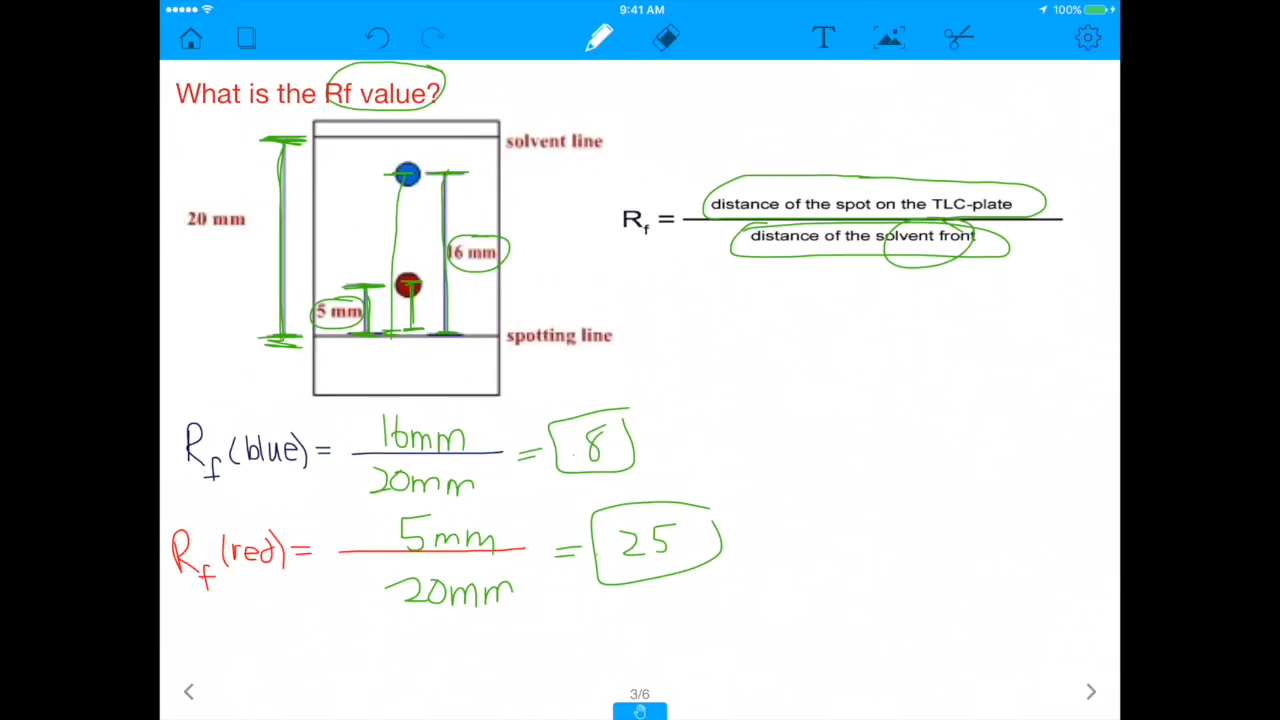 9:41 AM
100%
T
What is the Rf value?
solvent line
20 mm
16 mm
5 mm
spotting line
Rf = distance of the spot on the TLC-plate
distance of the solvent front
Rf (blue) = 16mm
20mm
= .8
Rf (red) = 5mm
20mm
= 25
3/6